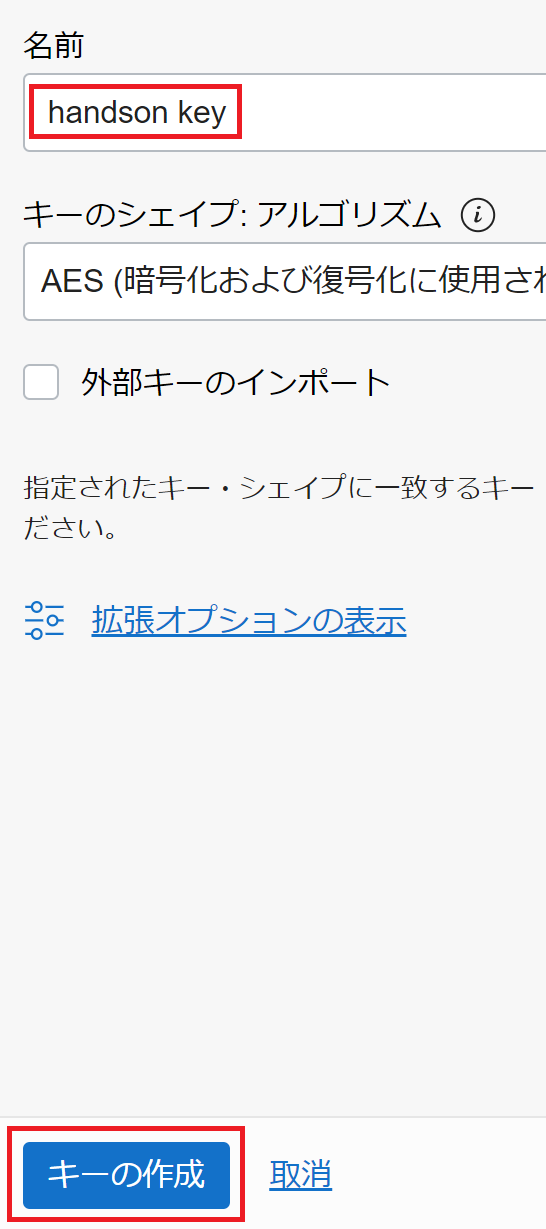 名前
handson key
キーのシェイプ: アルゴリズム
AES (暗号化および復号化に使用され
外部キーのインポート
指定されたキー・シェイプに一致するキー
ださい。
拡張オプションの表示
キーの作成 取消